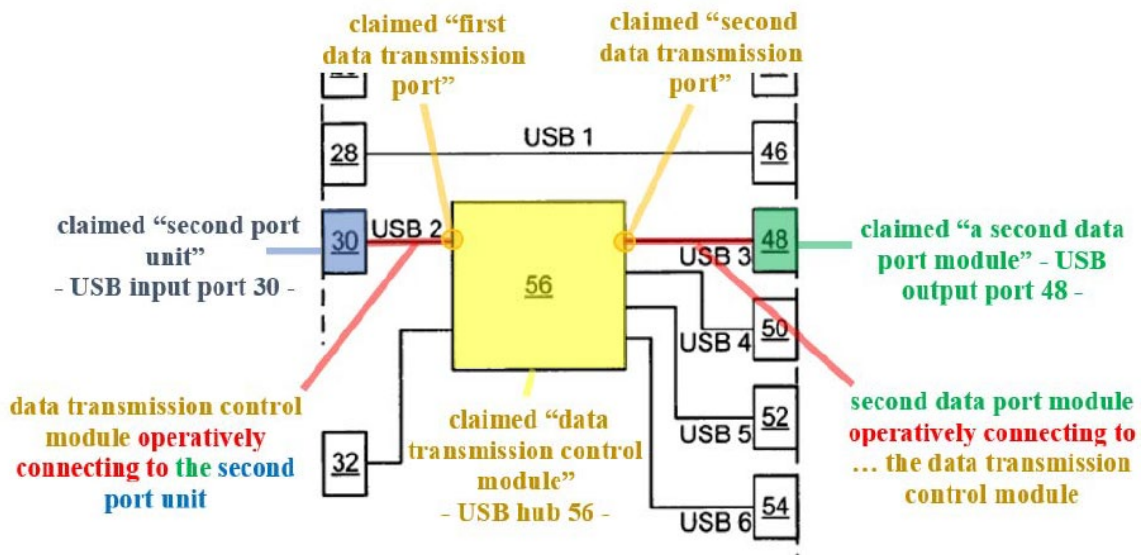 claimed “first
data transmission
port”
claimed “second
data transmission
port”
28
USB 1
46
claimed “second port
unit”
- USB input port 30 -
30
USB 2
56
USB 3
48
claimed “a second data
port module” - USB
output port 48 -
USB 4
50
data transmission control
module operatively
connecting to the second
port unit
32
claimed “data
transmission control
module”
- USB hub 56 -
USB 5
52
USB 6
54
second data port module
operatively connecting to
… the data transmission
control module